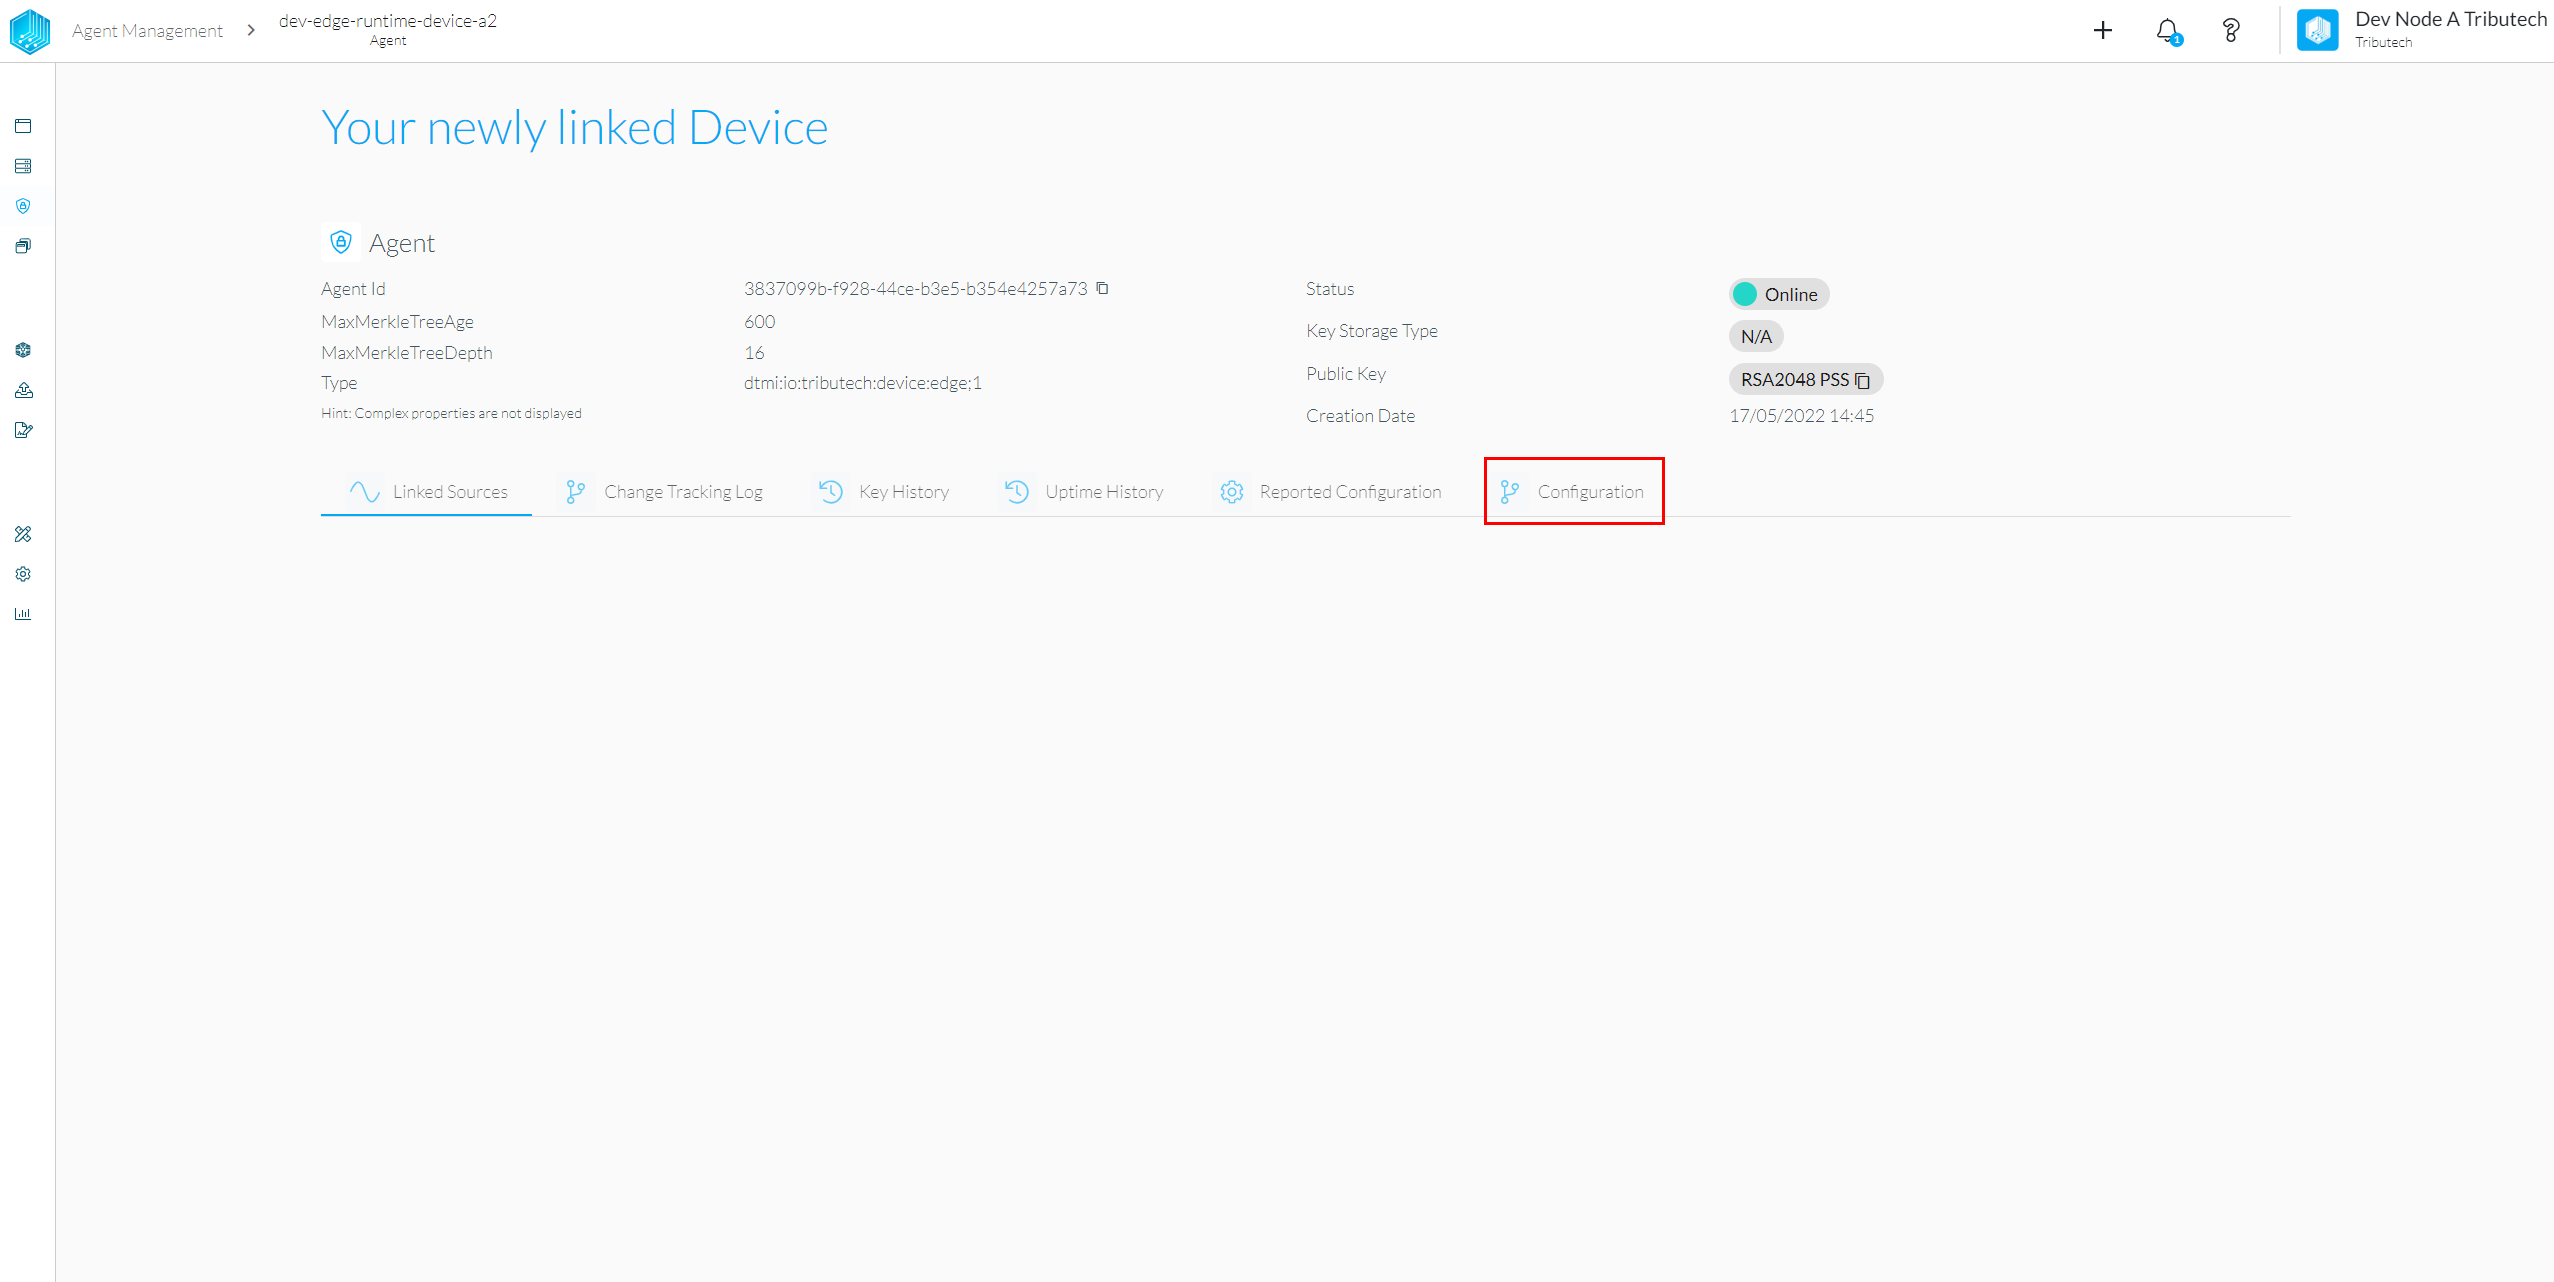 Agent Management
dev-edge-runtime-device-a2
Agent
1
Dev Node A Tributech
Tributech
Your newly linked Device
Agent
Agent Id
3837099b-f928-44ce-b3e5-b354e4257a73
Status
Online
MaxMerkleTreeAge
600
Key Storage Type
N/A
MaxMerkleTreeDepth
16
Public Key
RSA2048 PSS
Type
dtmi:io:tributech:device:edge;1
Hint: Complex properties are not displayed
Creation Date
17/05/2022 14:45
Linked Sources
Change Tracking Log
Key History
Uptime History
Reported Configuration
Configuration